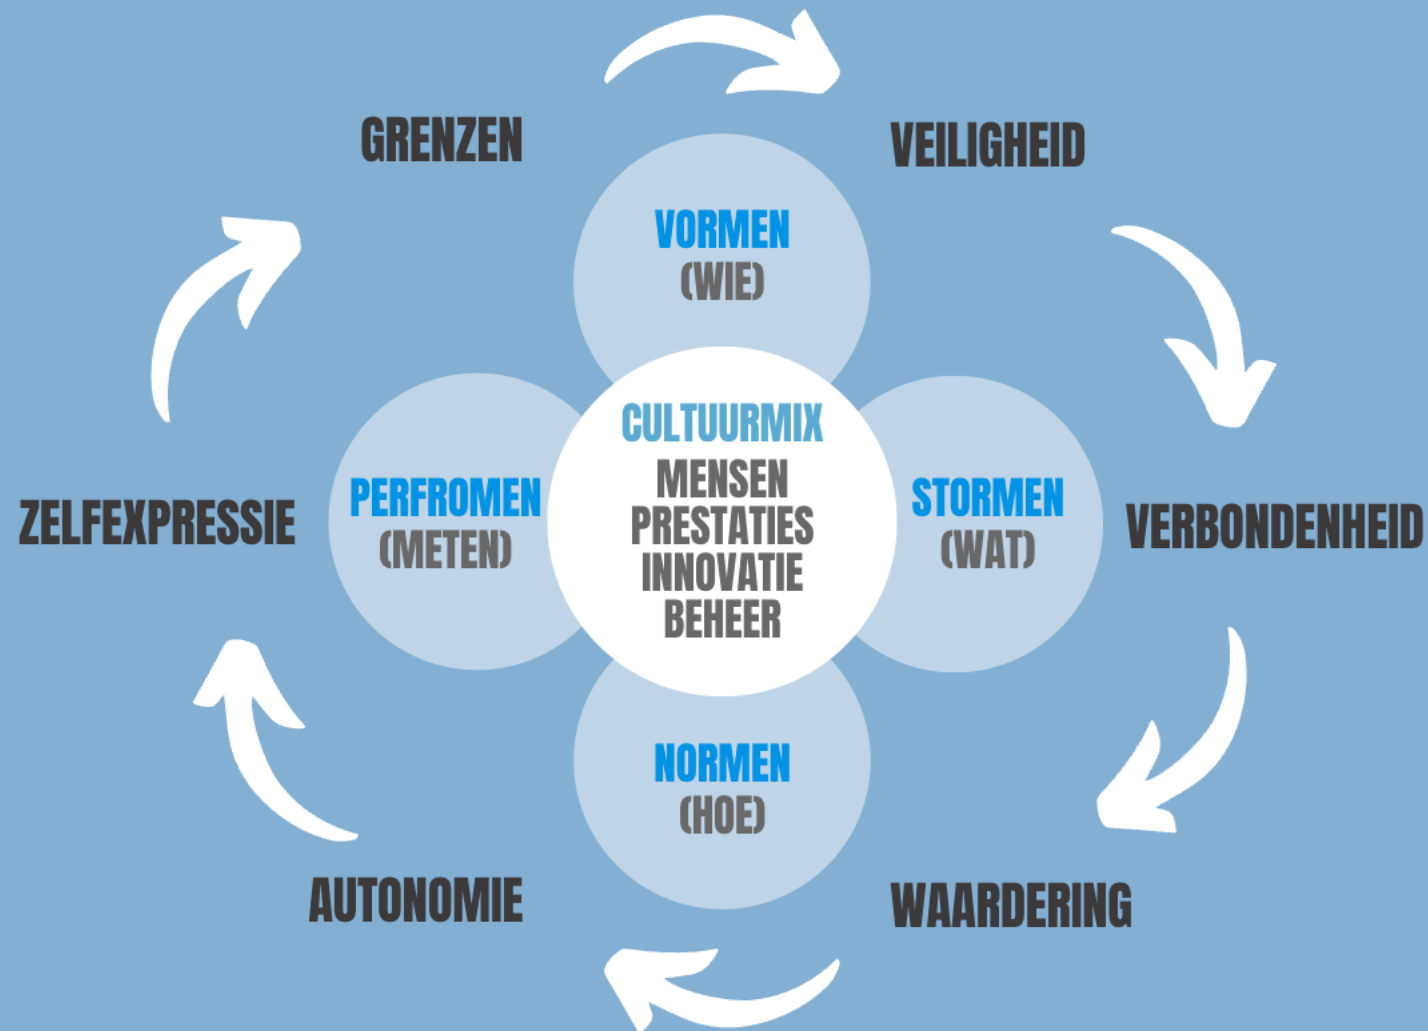 GRENZEN
VEILIGHEID
VORMEN
(WIE)
CULTUURMIX
MENSEN
PRESTATIES
INNOVATIE
BEHEER
ZELFEXPRESSIE
PERFROMEN
(METEN)
STORMEN
(WAT)
VERBONDENHEID
NORMEN
(HOE)
AUTONOMIE
WAARDERING